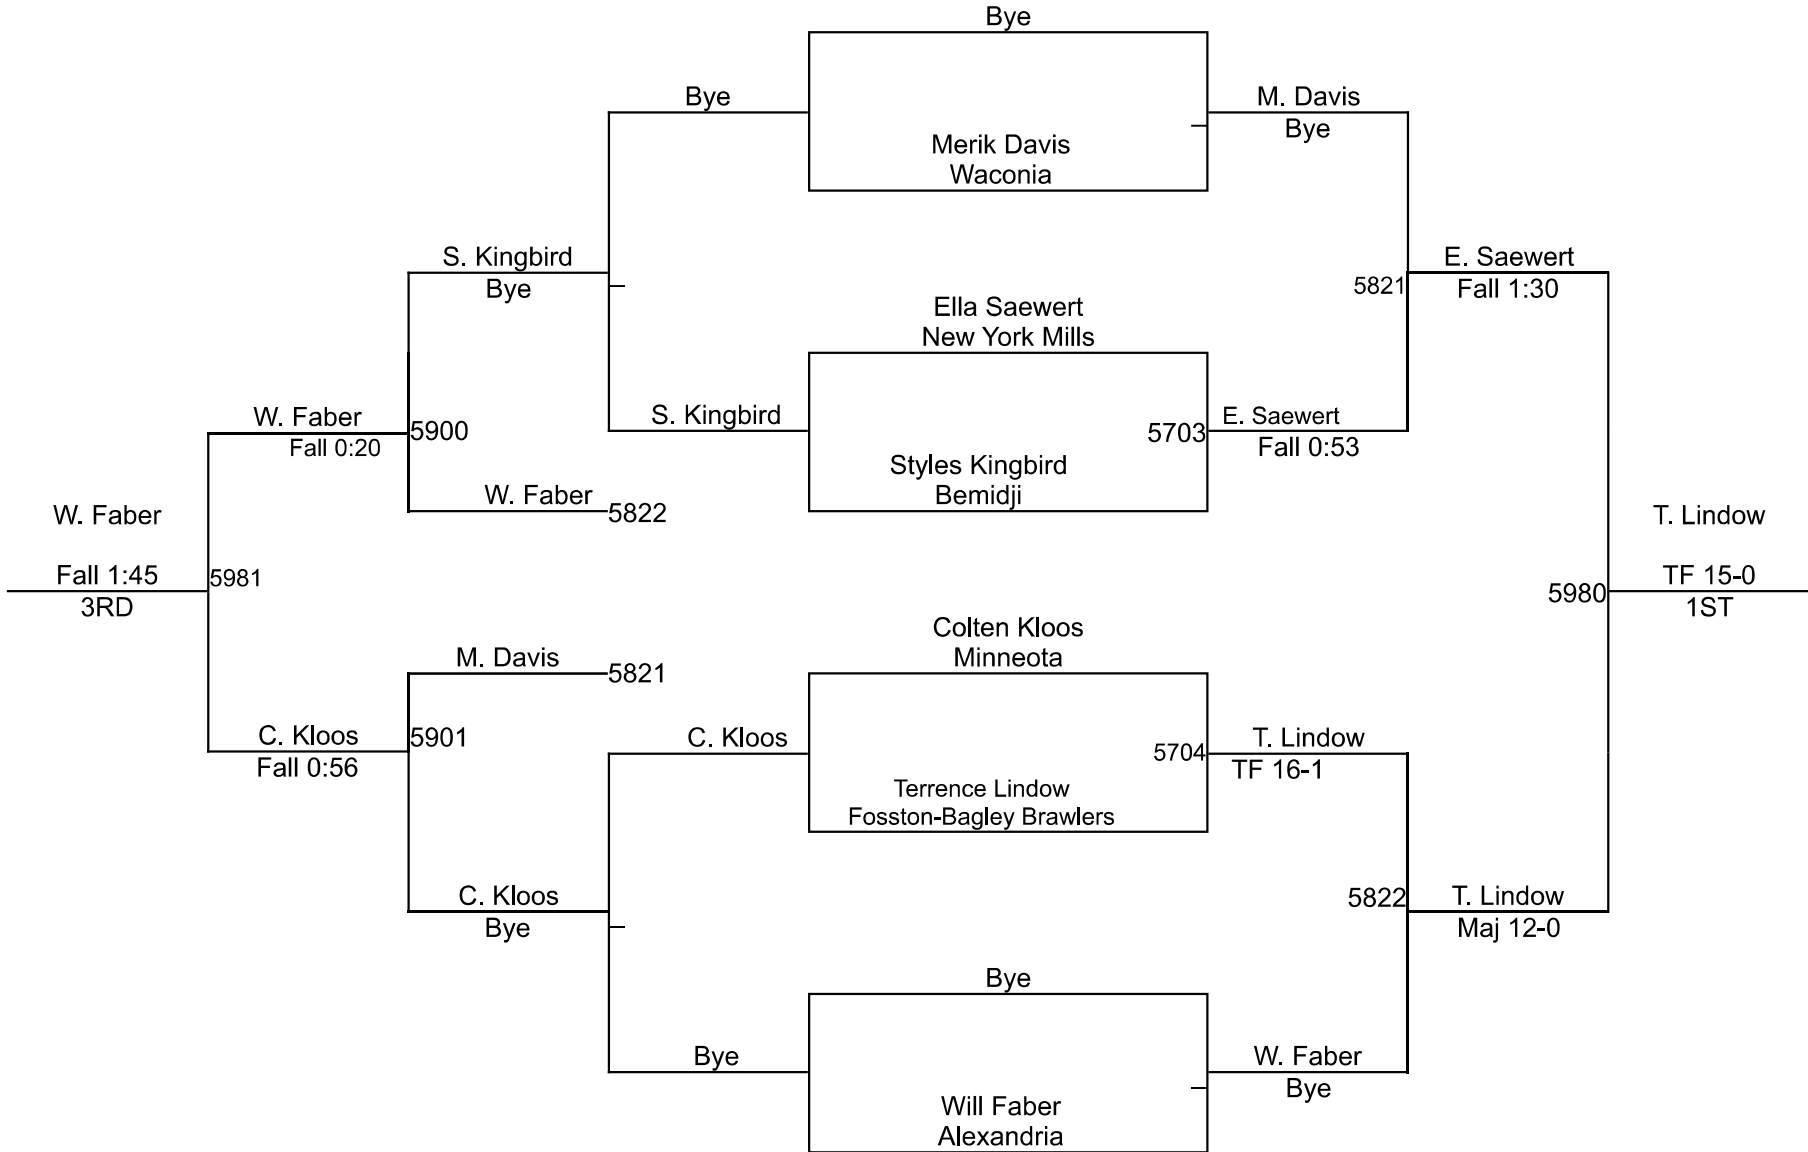 Bye
Bye
M. Davis
Bye
Merik Davis
Waconia
S. Kingbird
Bye
E. Saewert
Fall 1:30
5821
Ella Saewert
New York Mills
W. Faber
Fall 0:20
5900
S. Kingbird
5703
E. Saewert
Fall 0:53
Styles Kingbird
Bemidji
W. Faber
5822
W. Faber
Fall 1:45
3RD
5981
T. Lindow
TF 15-0
1ST
5980
Colten Kloos
Minneota
M. Davis
5821
C. Kloos
Fall 0:56
5901
C. Kloos
5704
T. Lindow
TF 16-1
Terrence Lindow
Fosston-Bagley Brawlers
C. Kloos
Bye
5822
T. Lindow
Maj 12-0
Bye
Bye
W. Faber
Bye
Will Faber
Alexandria